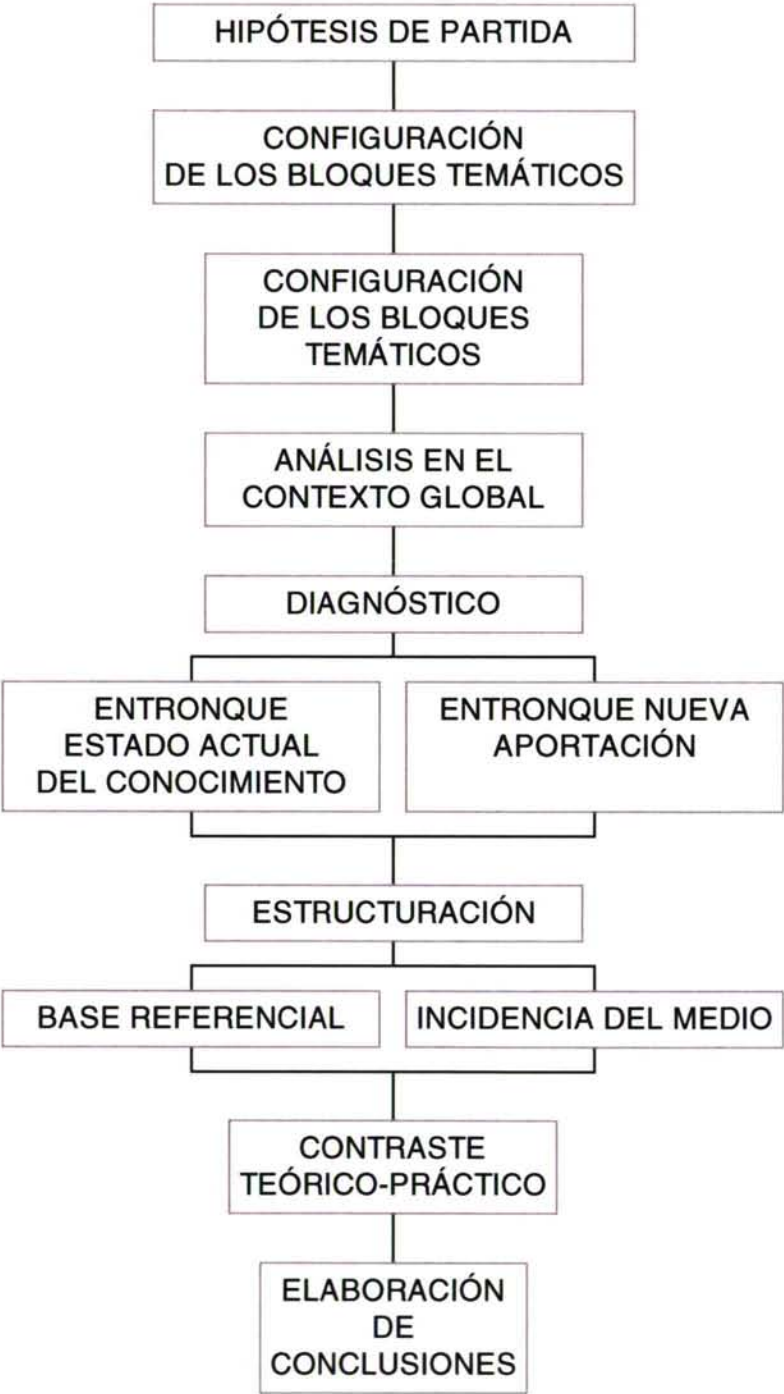 HIPÓTESIS DE PARTIDA
CONFIGURACIÓN
DE LOS BLOQUES TEMÁTICOS
CONFIGURACIÓN
DE LOS BLOQUES
TEMÁTICOS
ANÁLISIS EN EL
CONTEXTO GLOBAL
DIAGNÓSTICO
ENTRONQUE
ESTADO ACTUAL
DEL CONOCIMIENTO
ENTRONQUE NUEVA
APORTACIÓN
ESTRUCTURACIÓN
BASE REFERENCIAL
INCIDENCIA DEL MEDIO
CONTRASTE
TEÓRICO-PRÁCTICO
ELABORACIÓN
DE
CONCLUSIONES